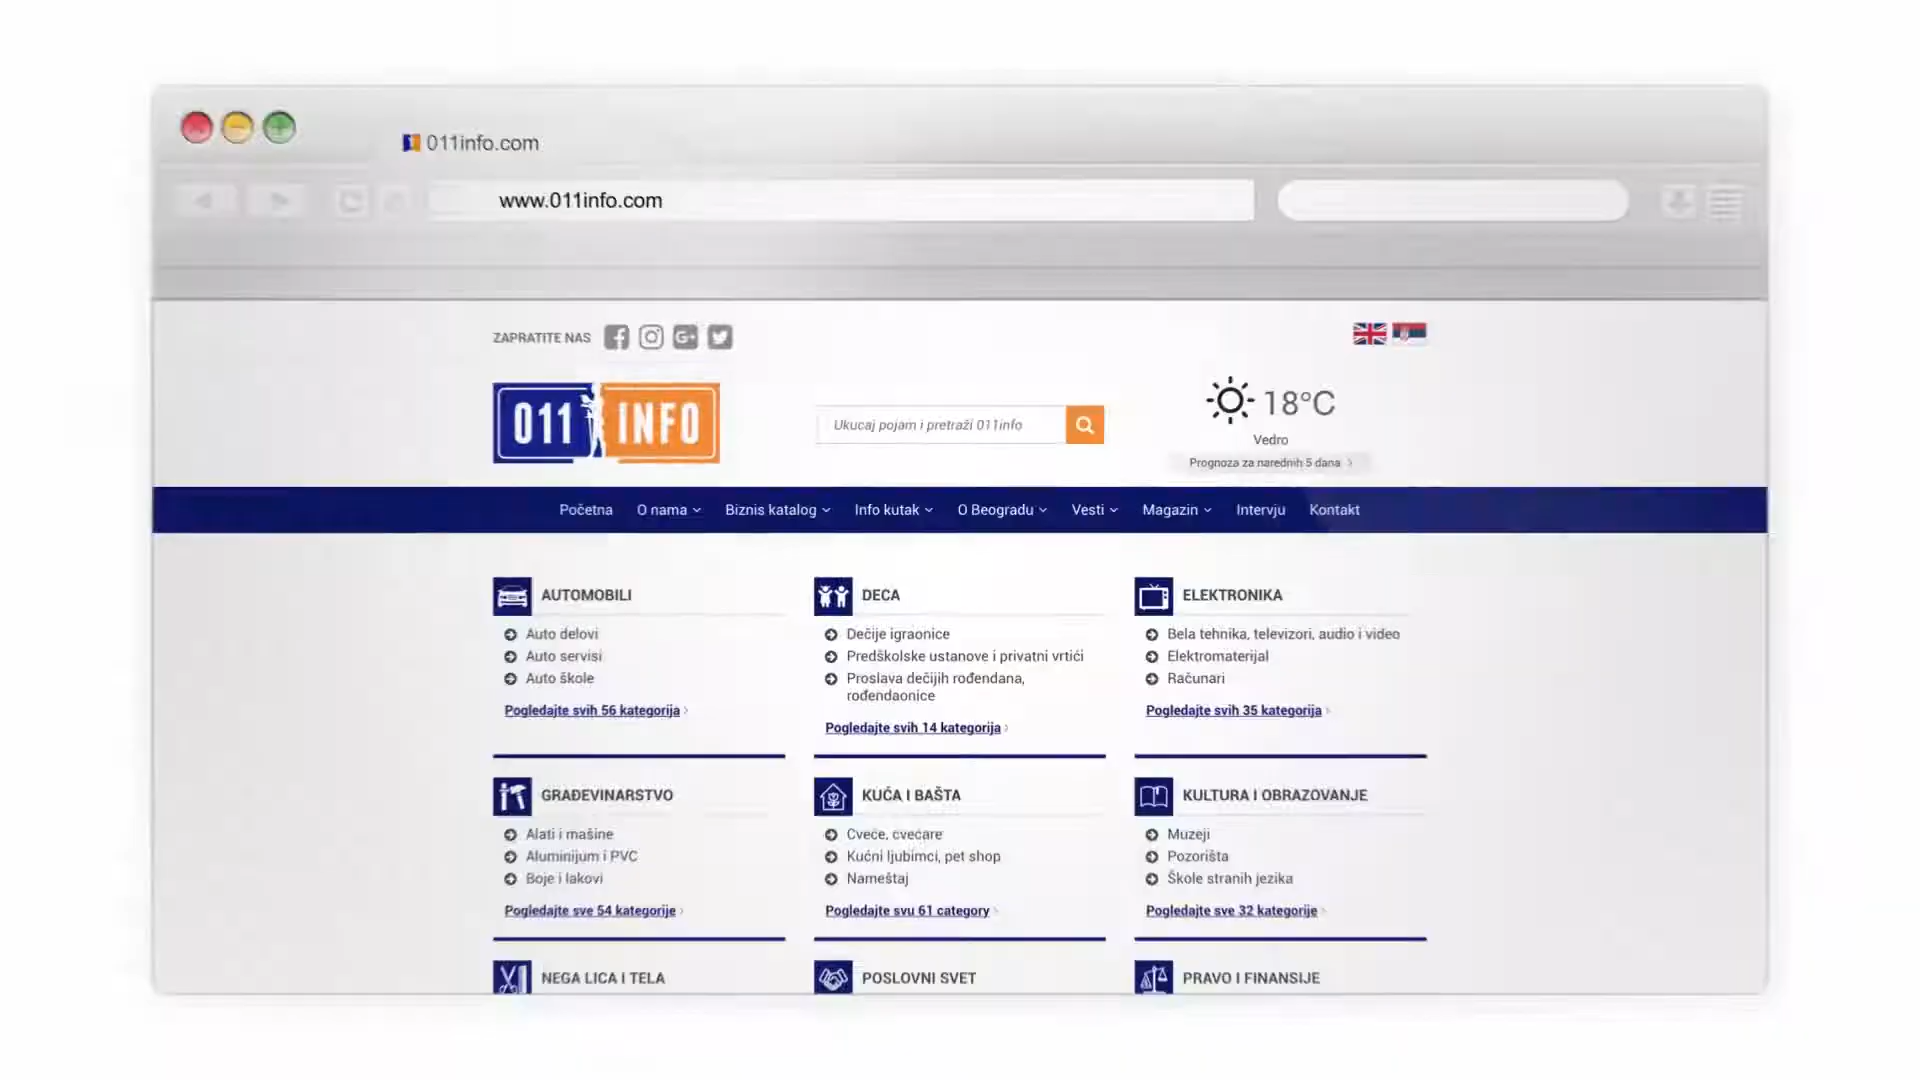 011info.com
www.011info.com
ZAPRATITE NAS
011 INFO
Ukucaj pojam i pretraži 011info
18°C
Vedro
Prognoza za narednih 5 dana
Početna O nama Biznis katalog Info kutak O Beogradu Vesti Magazin Intervju Kontakt
AUTOMOBILI
Auto delovi
Auto servisi
Auto škole
Pogledajte svih 56 kategorija
DECA
Dečije igraonice
Predškolske ustanove i privatni vrtići
Proslava dečijih rođendana,
rođendaonice
Pogledajte svih 14 kategorija
ELEKTRONIKA
Bela tehnika, televizori, audio i video
Elektromaterijal
Računari
Pogledajte svih 35 kategorija
GRAĐEVINARSTVO
Alati i mašine
Aluminijum i PVC
Boje i lakovi
Pogledajte sve 54 kategorije
KUĆA I BAŠTA
Cveće, cvećare
Kućni ljubimci, pet shop
Nameštaj
Pogledajte svu 61 category
KULTURA I OBRAZOVANJE
Muzeji
Pozorišta
Škole stranih jezika
Pogledajte sve 32 kategorije
NEGA LICA I TELA
POSLOVNI SVET
PRAVO I FINANSIJE